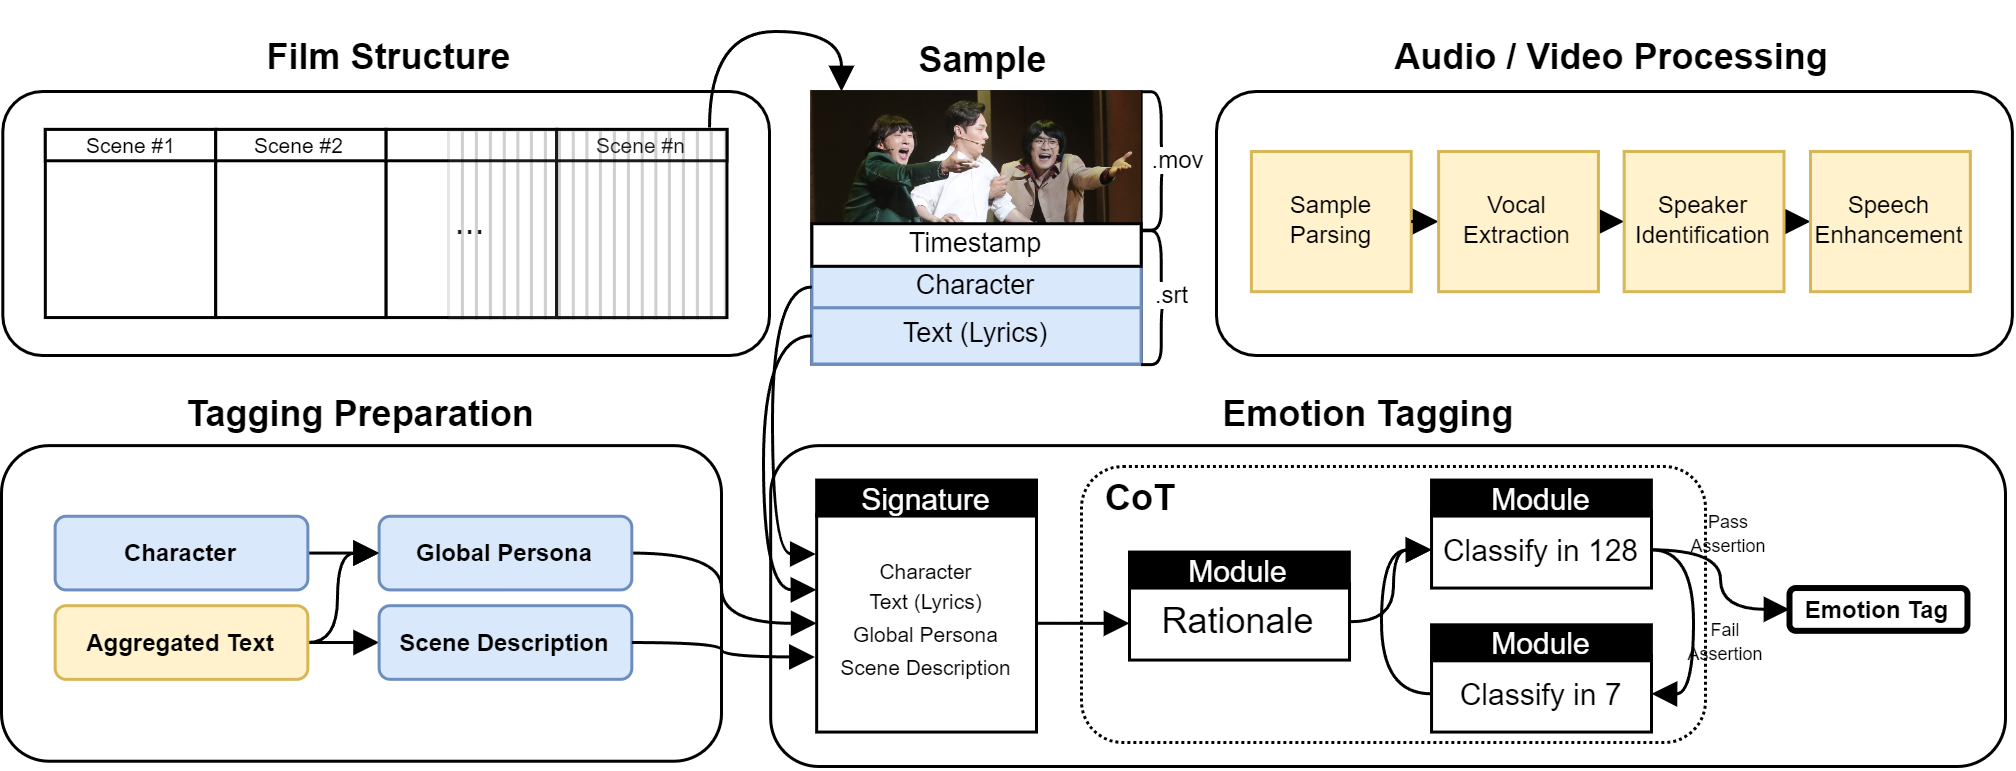 Film Structure
Scene #1
Scene #2
...
Scene #n
Sample
.mov
Timestamp
Character
Text (Lyrics)
.srt
Audio / Video Processing
Sample
Parsing
Vocal
Extraction
Speaker
Identification
Speech
Enhancement
Tagging Preparation
Character
Global Persona
Aggregated Text
Scene Description
Emotion Tagging
Signature
Character
Text (Lyrics)
Global Persona
Scene Description
CoT
Module
Rationale
Module
Classify in 128
Module
Classify in 7
Pass
Assertion
Fail
Assertion
Emotion Tag